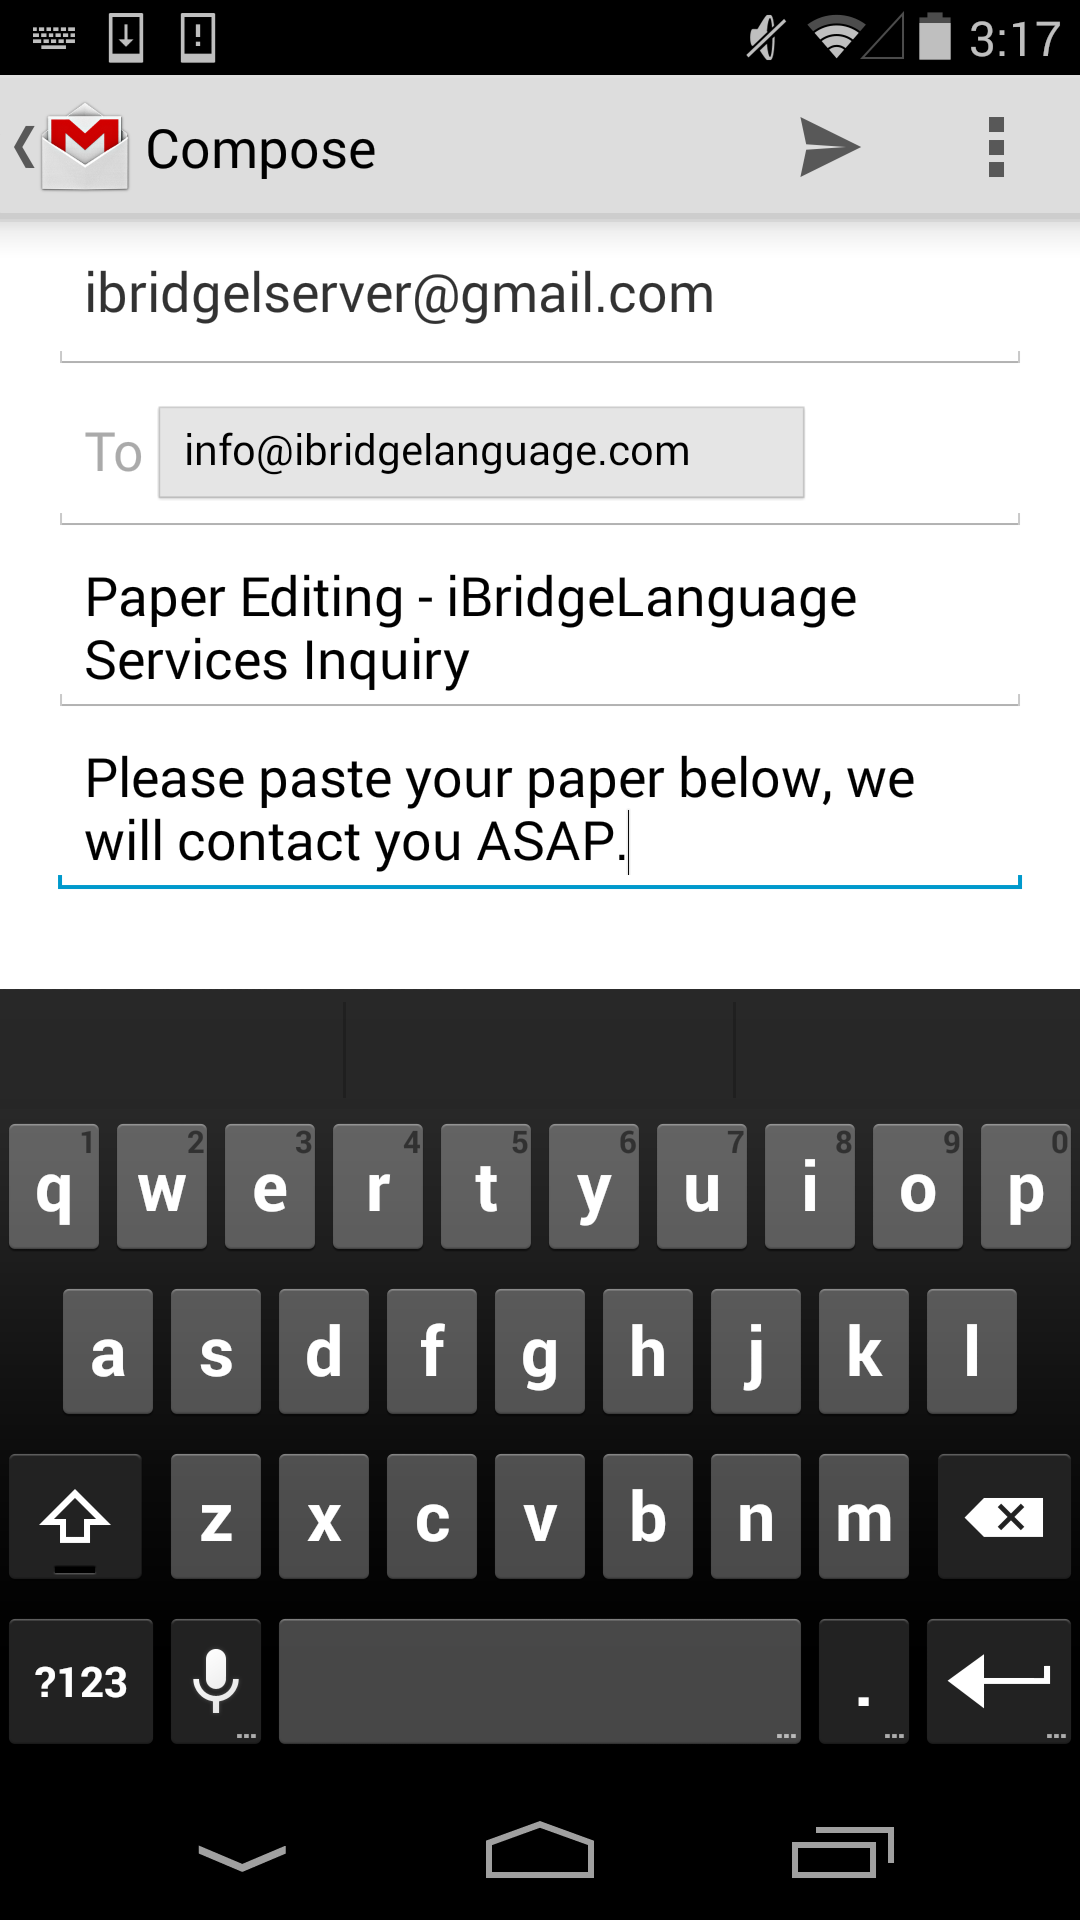 3:17
Compose
ibridgelserver@gmail.com
To info@ibridgelanguage.com
Paper Editing - iBridgeLanguage
Services Inquiry
Please paste your paper below, we
will contact you ASAP.
1 2 3 4 5 6 7 8 9 0
q w e r t y u i o p
a s d f g h j k l
z x c v b n m
?123 .